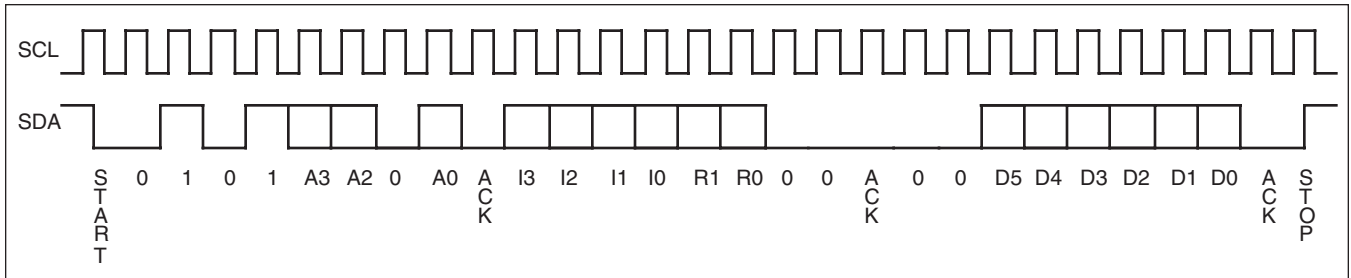 SCL
SDA
START 0 1 0 1 A3 A2 0 A0 ACK I3 I2 I1 I0 R1 R0 0 0 ACK 0 0 D5 D4 D3 D2 D1 D0 ACK STOP